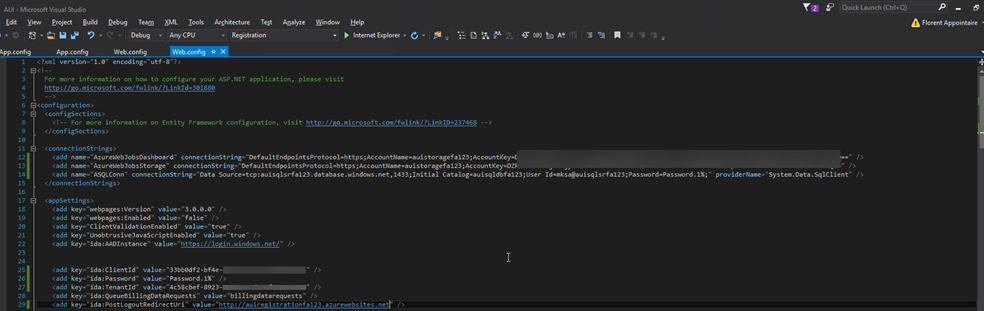 AUI - Microsoft Visual Studio
2
Quick Launch (Ctrl+Q)
Edit View Project Build Debug Team XML Tools Architecture Test Analyze Window Help
Florent Appointaire
Debug Any CPU Registration Internet Explorer
App.config App.config Web.config Web.config
1 <?xml version="1.0" encoding="utf-8"?>
2 <!--
3 For more information on how to configure your ASP.NET application, please visit
4 http://go.microsoft.com/fwlink/?LinkId=301880
5 -->
6 <configuration>
7 <configSections>
8 <!-- For more information on Entity Framework configuration, visit http://go.microsoft.com/fwlink/?LinkID=237468 -->
9 </configSections>
10
11 <connectionStrings>
12 <add name="AzureWebJobsDashboard" connectionString="DefaultEndpointsProtocol=https;AccountName=auistoragefa123;AccountKey=D ==" />
13 <add name="AzureWebJobsStorage" connectionString="DefaultEndpointsProtocol=https;AccountName=auistoragefa123;AccountKey=DZ />
14 <add name="ASQLConn" connectionString="Data Source=tcp:auisqlsrfa123.database.windows.net,1433;Initial Catalog=auisqldbfa123;User Id=mksa@auisqlsrfa123;Password=Password.1%;" providerName="System.Data.SqlClient" />
15 </connectionStrings>
16
17 <appSettings>
18 <add key="webpages:Version" value="3.0.0.0" />
19 <add key="webpages:Enabled" value="false" />
20 <add key="ClientValidationEnabled" value="true" />
21 <add key="UnobtrusiveJavaScriptEnabled" value="true" />
22 <add key="ida:AADInstance" value="https://login.windows.net/" />
23
24
25 <add key="ida:ClientId" value="33bb0df2-bf4e- " />
26 <add key="ida:Password" value="Password.1%" />
27 <add key="ida:TenantId" value="4c58cbef-8923- " />
28 <add key="ida:QueueBillingDataRequests" value="billingdatarequests" />
29 <add key="ida:PostLogoutRedirectUri" value="http://auiregistrationfa123.azurewebsites.net" />